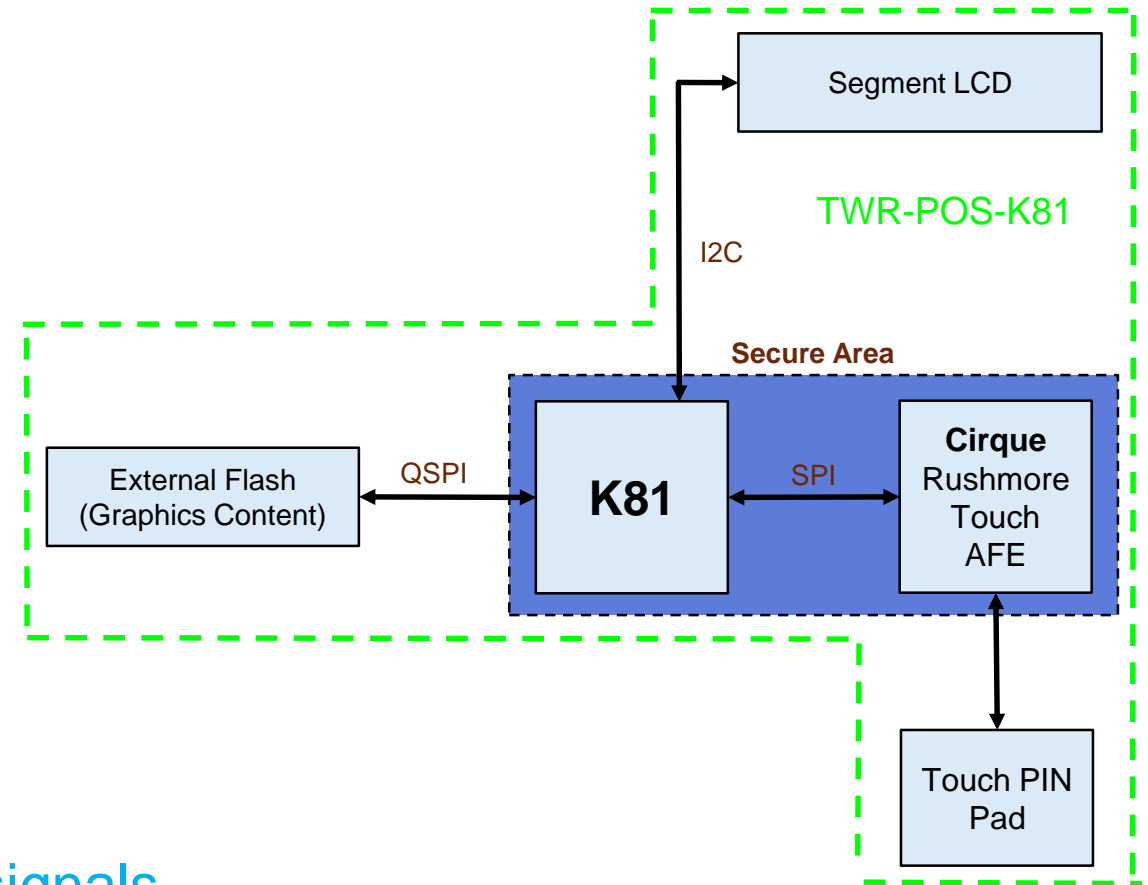 Segment LCD
TWR-POS-K81
I2C
Secure Area
External Flash
(Graphics Content)
QSPI
K81
SPI
Cirque
Rushmore
Touch
AFE
Touch PIN
Pad
signals